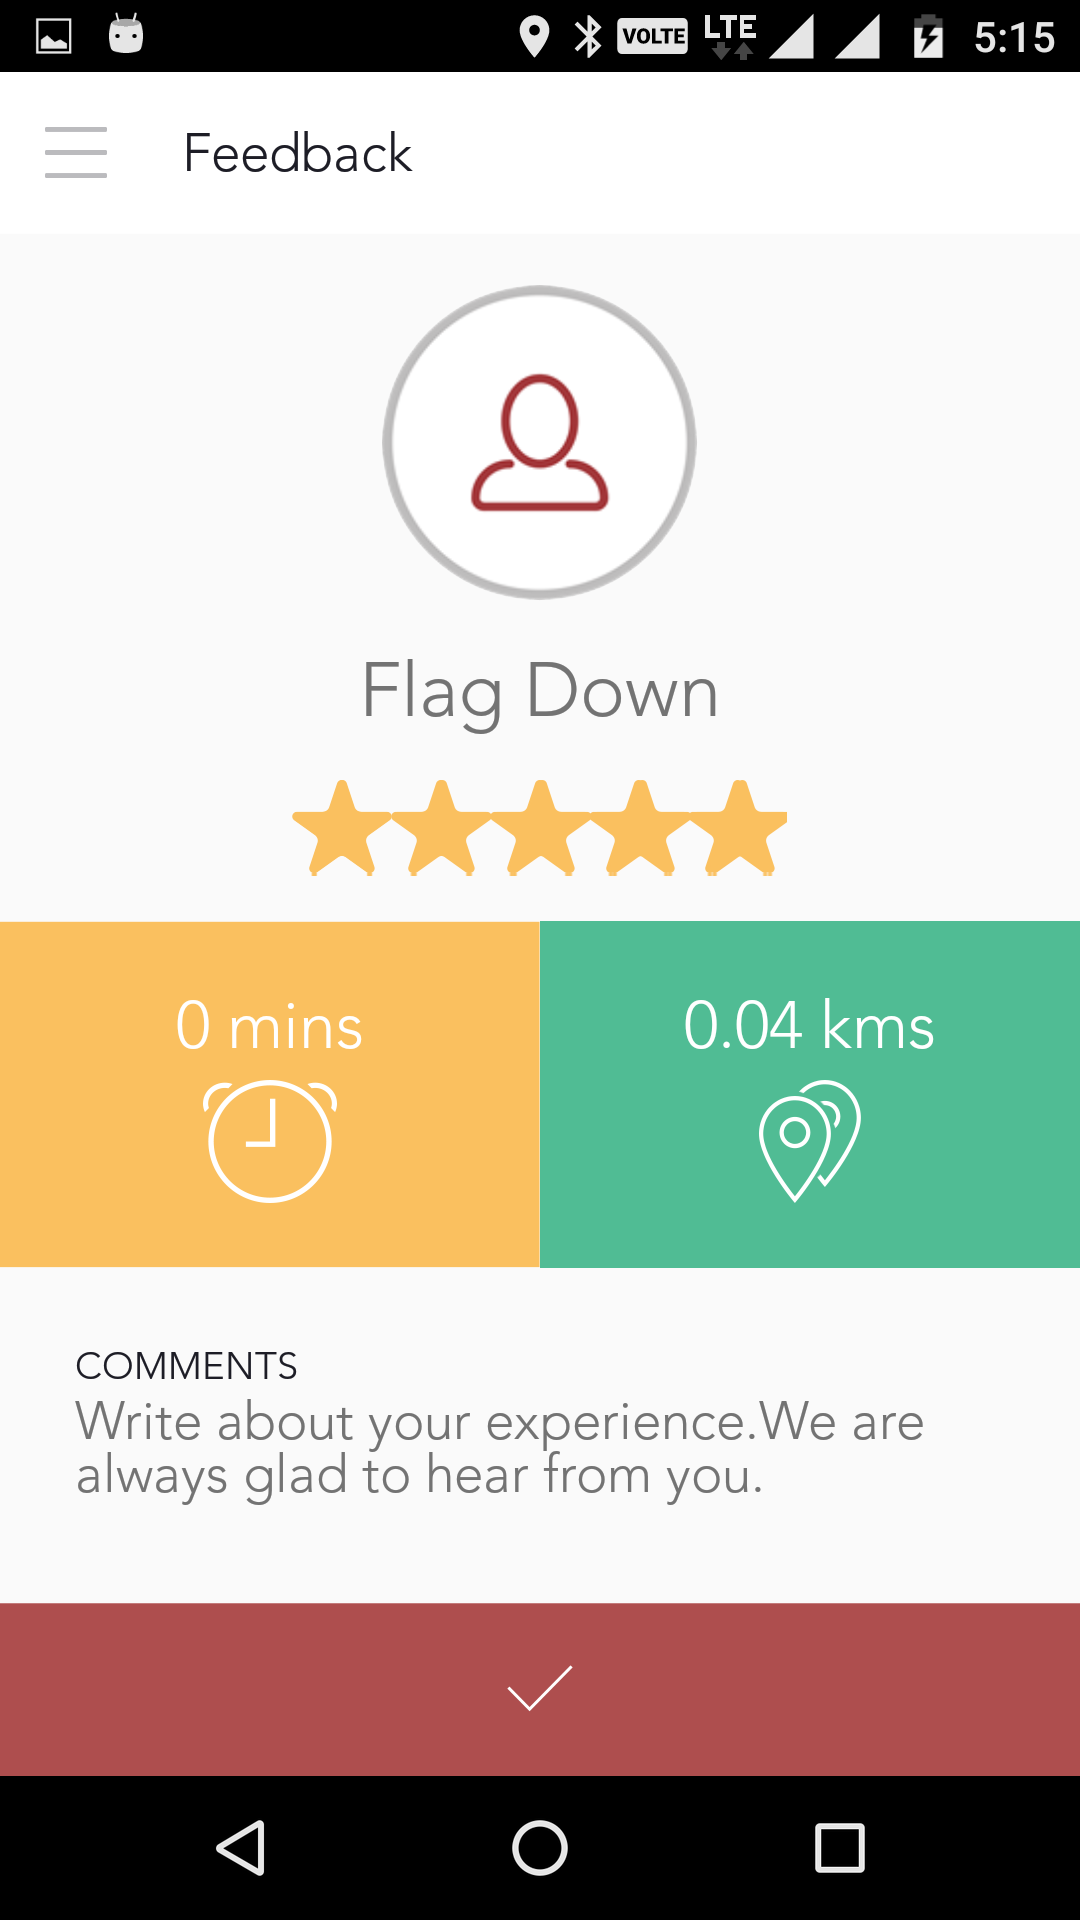 VOLTE LTE 5:15
Feedback
Flag Down
0 mins
0.04 kms
COMMENTS
Write about your experience.We are
always glad to hear from you.